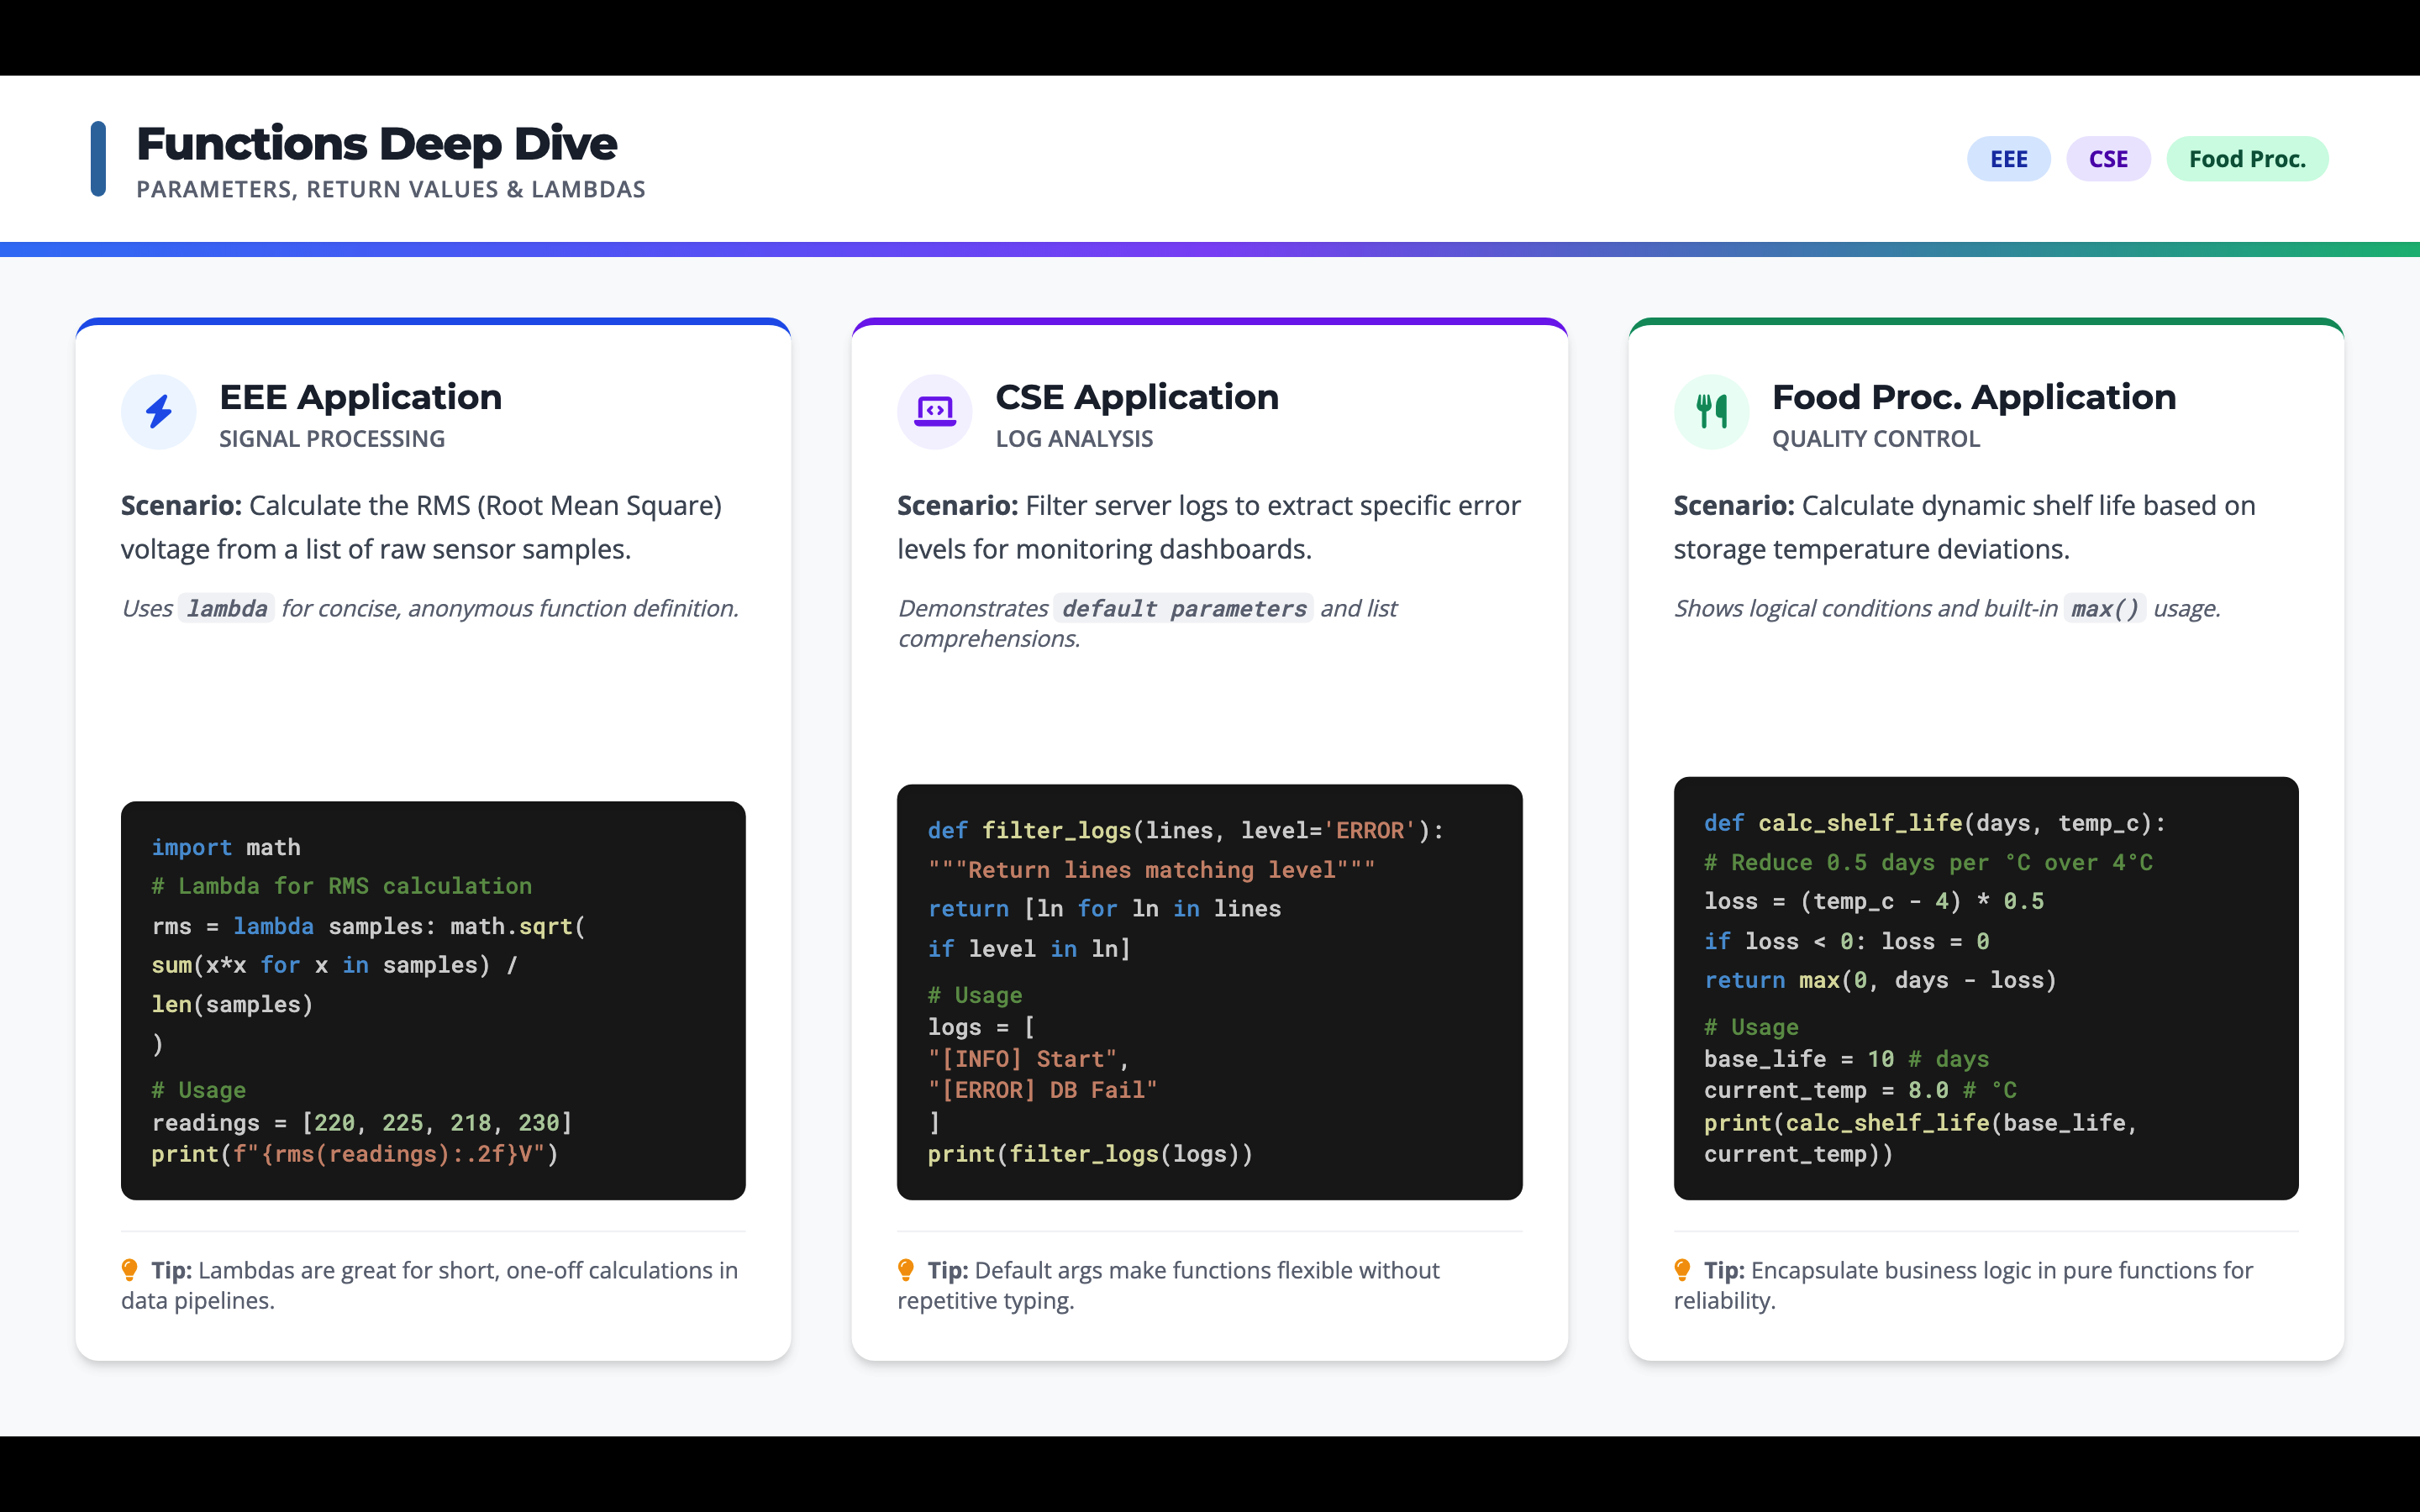 Functions Deep Dive
PARAMETERS, RETURN VALUES & LAMBDAS
EEE
CSE
Food Proc.
EEE Application
SIGNAL PROCESSING
Scenario: Calculate the RMS (Root Mean Square)
voltage from a list of raw sensor samples.
Uses lambda for concise, anonymous function definition.
import math
# Lambda for RMS calculation
rms = lambda samples: math.sqrt(
sum(x*x for x in samples) /
len(samples)
)
# Usage
readings = [220, 225, 218, 230]
print(f"{rms(readings):.2f}V")
Tip: Lambdas are great for short, one-off calculations in
data pipelines.
CSE Application
LOG ANALYSIS
Scenario: Filter server logs to extract specific error
levels for monitoring dashboards.
Demonstrates default parameters and list
comprehensions.
def filter_logs(lines, level='ERROR'):
"""Return lines matching level"""
return [ln for ln in lines
if level in ln]
# Usage
logs = [
"[INFO] Start",
"[ERROR] DB Fail"
]
print(filter_logs(logs))
Tip: Default args make functions flexible without
repetitive typing.
Food Proc. Application
QUALITY CONTROL
Scenario: Calculate dynamic shelf life based on
storage temperature deviations.
Shows logical conditions and built-in max() usage.
def calc_shelf_life(days, temp_c):
# Reduce 0.5 days per °C over 4°C
loss = (temp_c - 4) * 0.5
if loss < 0: loss = 0
return max(0, days - loss)
# Usage
base_life = 10 # days
current_temp = 8.0 # °C
print(calc_shelf_life(base_life,
current_temp))
Tip: Encapsulate business logic in pure functions for
reliability.